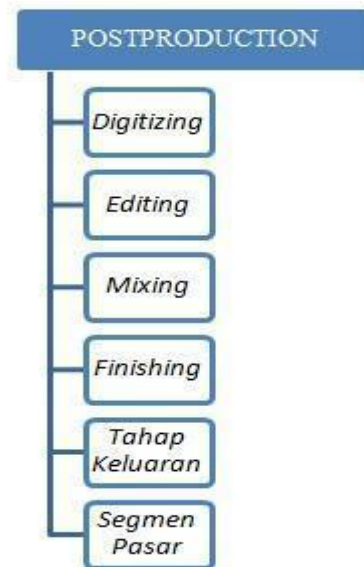 POSTPRODUCTION
Digitizing
Editing
Mixing
Finishing
Tahap
Keluaran
Segmen
Pasar